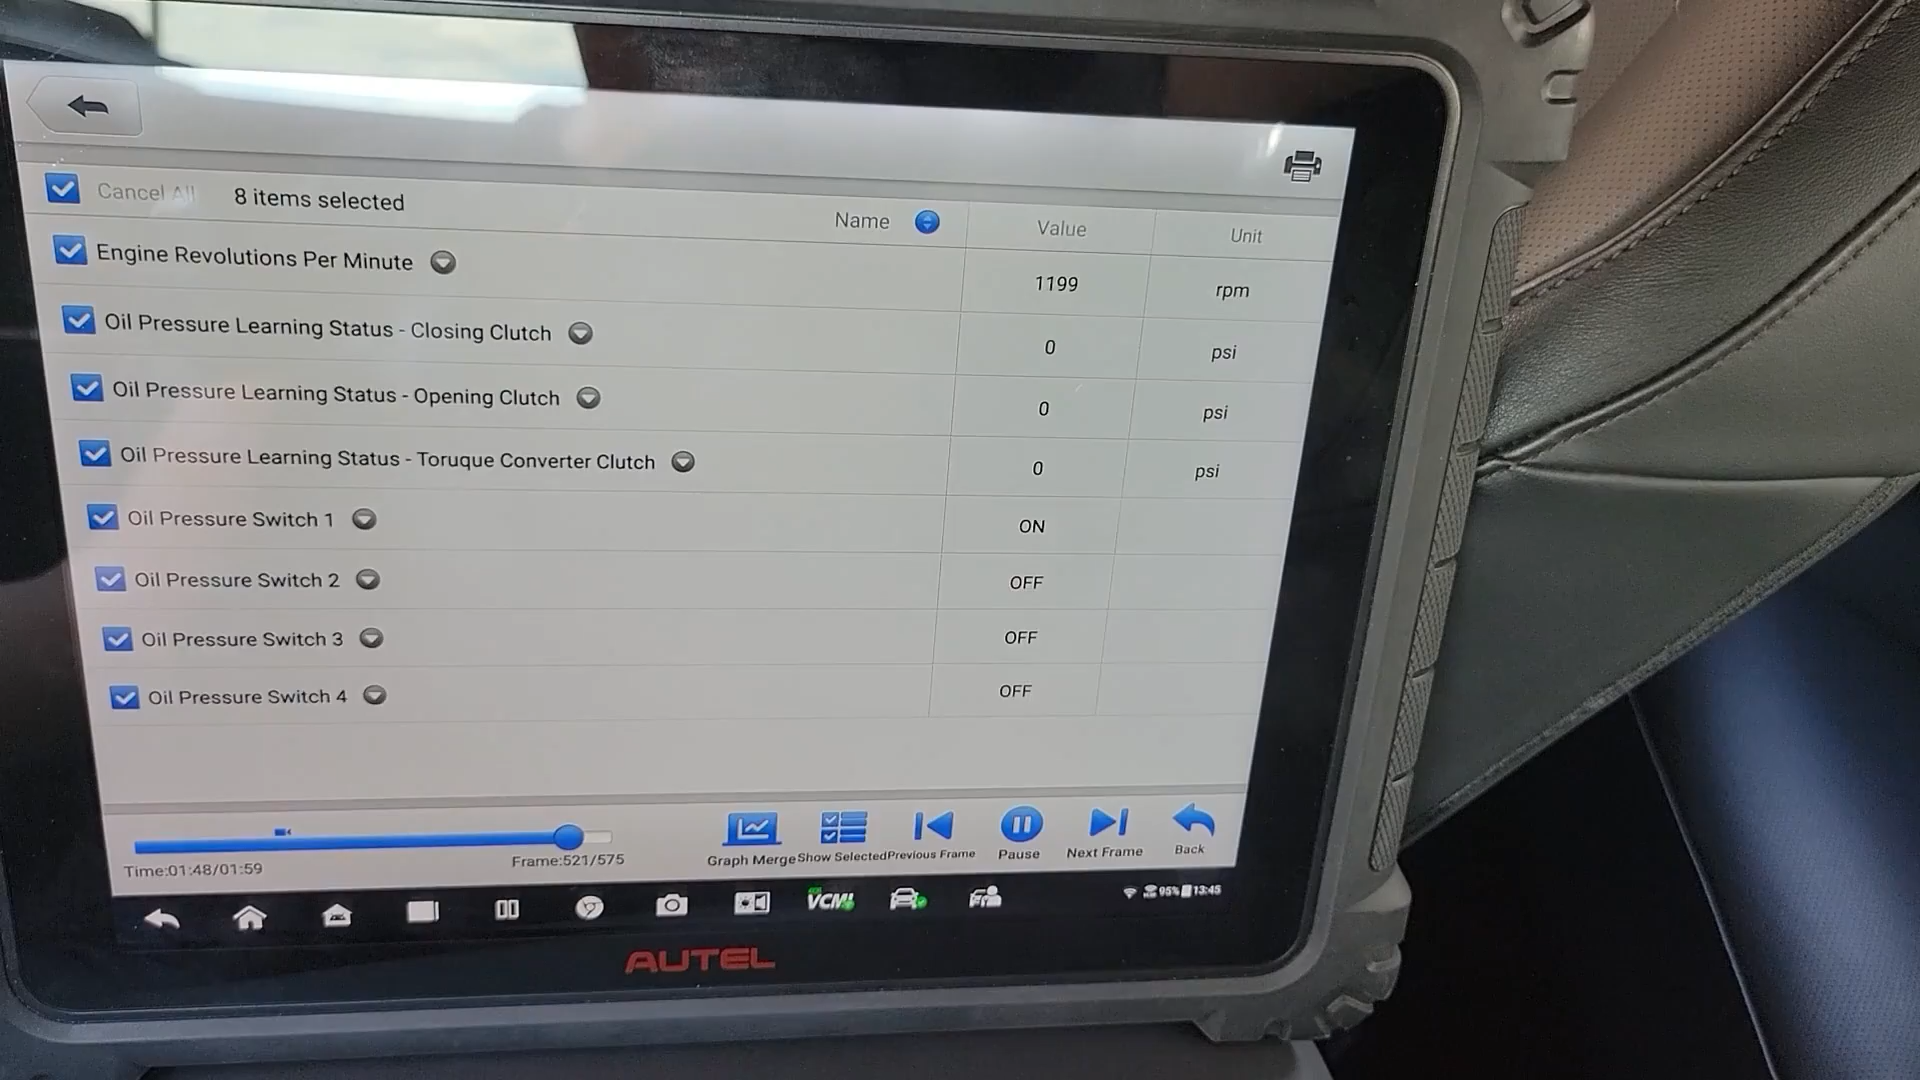 Cancel All 8 items selected
Name Value Unit
Engine Revolutions Per Minute 1199 rpm
Oil Pressure Learning Status - Closing Clutch 0 psi
Oil Pressure Learning Status - Opening Clutch 0 psi
Oil Pressure Learning Status - Toruque Converter Clutch 0 psi
Oil Pressure Switch 1 ON
Oil Pressure Switch 2 OFF
Oil Pressure Switch 3 OFF
Oil Pressure Switch 4 OFF
Time:01:48/01:59 Frame:521/575 Graph Merge Show Selected Previous Frame Pause Next Frame Back
VCMI 95% 13:45
AUTEL